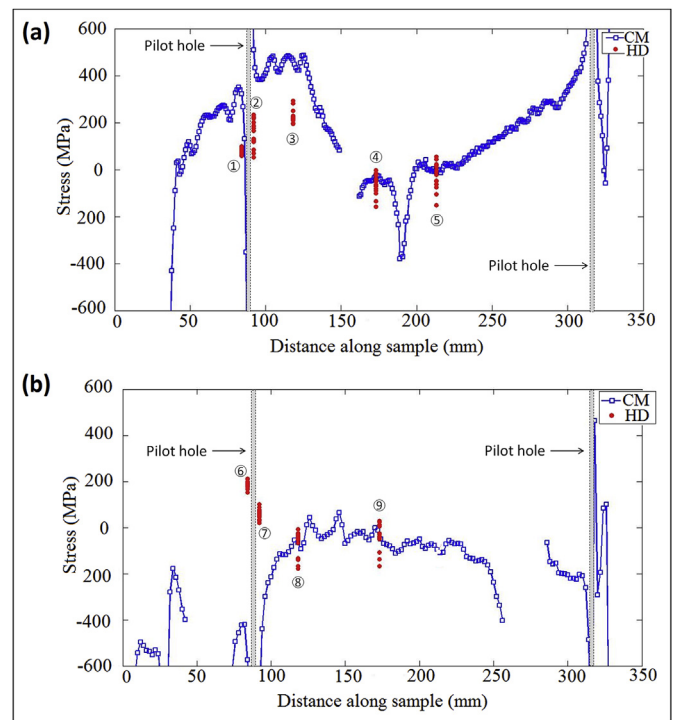 (a)
600
400
200
0
-200
-400
-600
Stress (MPa)
Pilot hole
CM
HD
①
②
③
④
⑤
Pilot hole
0 50 100 150 200 250 300 350
Distance along sample (mm)
(b)
600
400
200
0
200
-400
-600
Stress (MPa)
Pilot hole
CM
HD
Pilot hole
⑥
⑦
⑧
⑨
0 50 100 150 200 250 300 350
Distance along sample (mm)